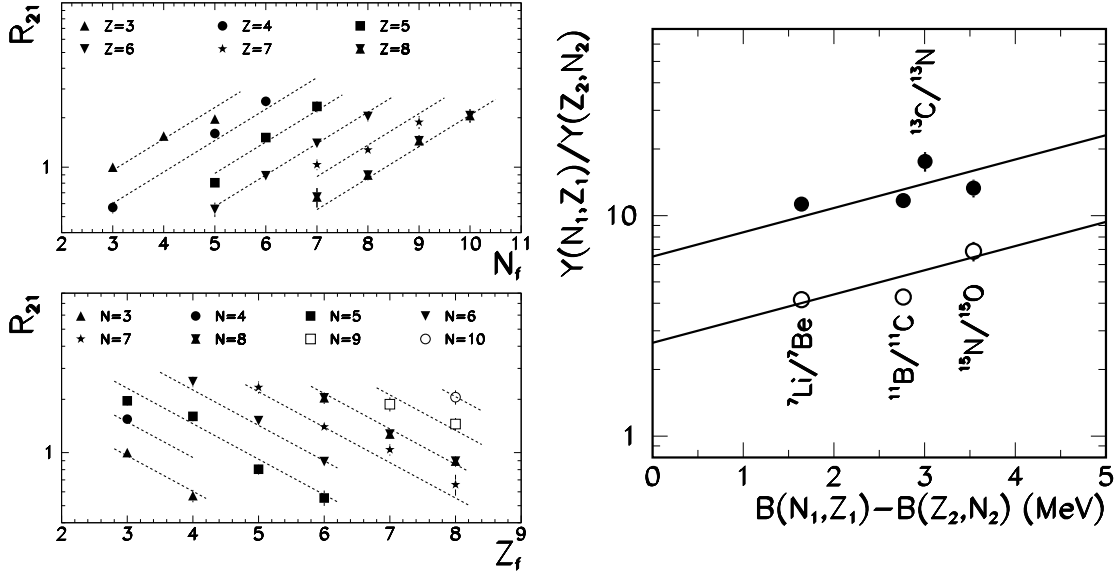 R₂₁
Z=3 Z=4 Z=5
Z=6 Z=7 Z=8
1
2 3 4 5 6 7 8 9 10 11
N_f
R₂₁
N=3 N=4 N=5 N=6
N=7 N=8 N=9 N=10
1
2 3 4 5 6 7 8 9
Z_f
Y(N₁,Z₁)/Y(Z₂,N₂)
10
1
¹³C/¹³N
⁷Li/⁷Be
¹¹B/¹¹C
¹⁵N/¹⁵O
0 1 2 3 4 5
B(N₁,Z₁)−B(Z₂,N₂) (MeV)